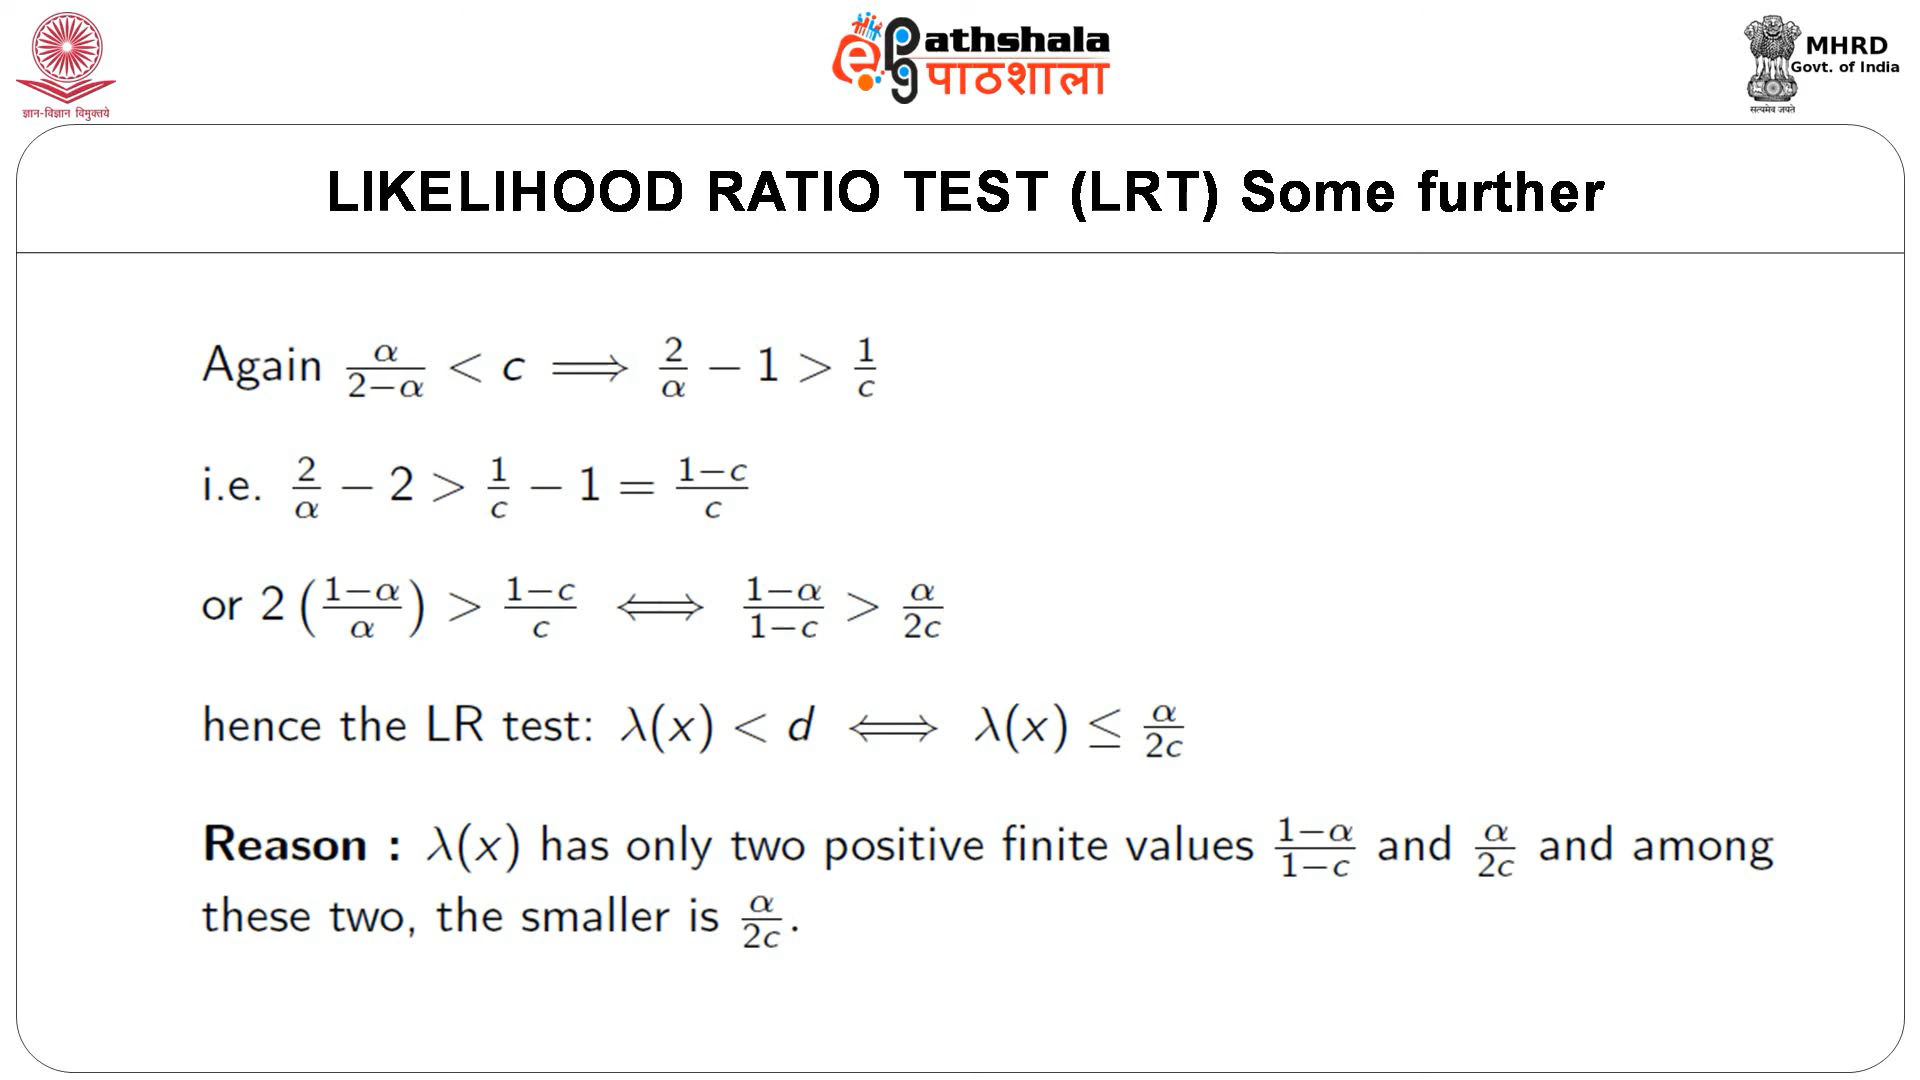 ज्ञान-विज्ञान विमुक्तये
ePG Pathshala
पाठशाला
MHRD
Govt. of India
सत्यमेव जयते
LIKELIHOOD RATIO TEST (LRT) Some further
Again α/(2−α) < c ⟹ 2/α − 1 > 1/c
i.e. 2/α − 2 > 1/c − 1 = (1−c)/c
or 2((1−α)/α) > (1−c)/c ⟺ (1−α)/(1−c) > α/2c
hence the LR test: λ(x) < d ⟺ λ(x) ≤ α/2c
Reason : λ(x) has only two positive finite values (1−α)/(1−c) and α/2c and among
these two, the smaller is α/2c.